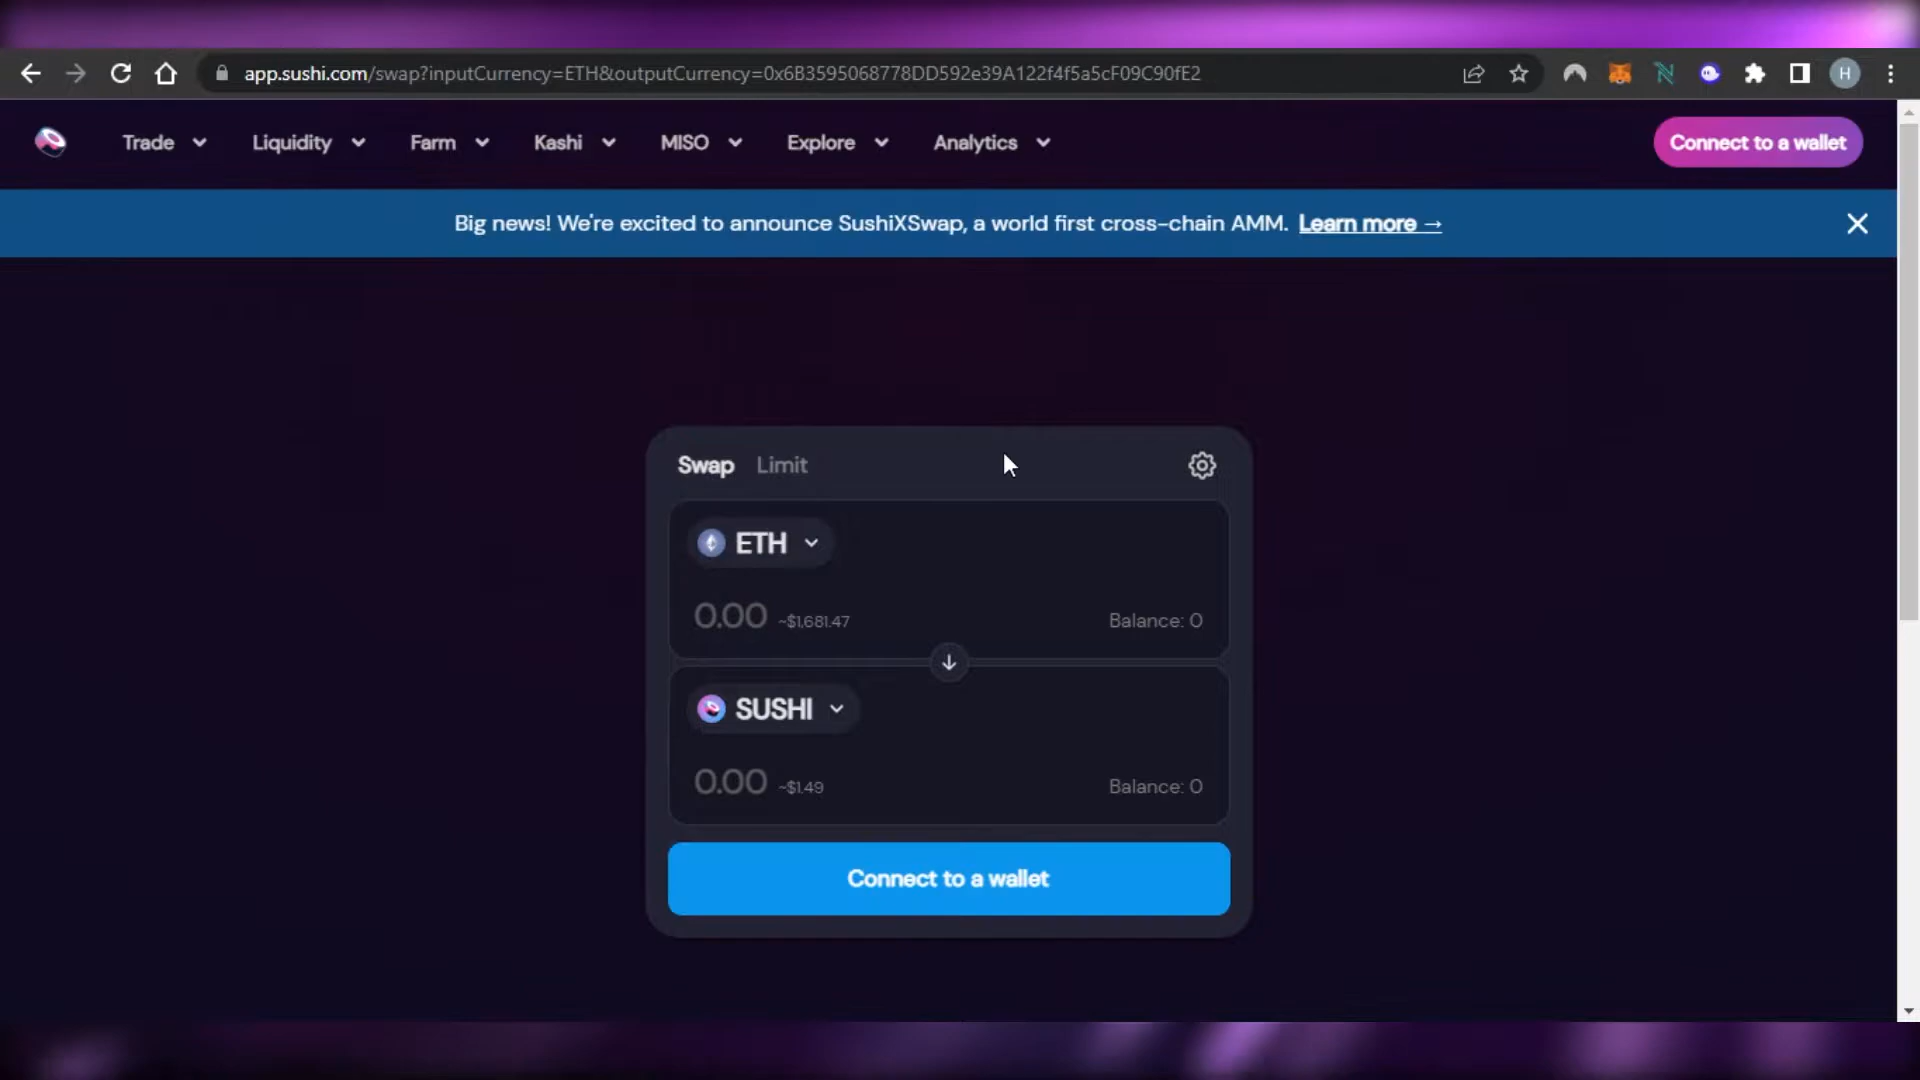 app.sushi.com/swap?inputCurrency=ETH&outputCurrency=0x6B3595068778DD592e39A122f4f5a5cF09C90fE2
H
Trade
Liquidity
Farm
Kashi
MISO
Explore
Analytics
Connect to a wallet
Big news! We're excited to announce SushiXSwap, a world first cross-chain AMM. Learn more →
Swap Limit
ETH
0.00 ~$1,681.47 Balance: 0
SUSHI
0.00 ~$1.49 Balance: 0
Connect to a wallet